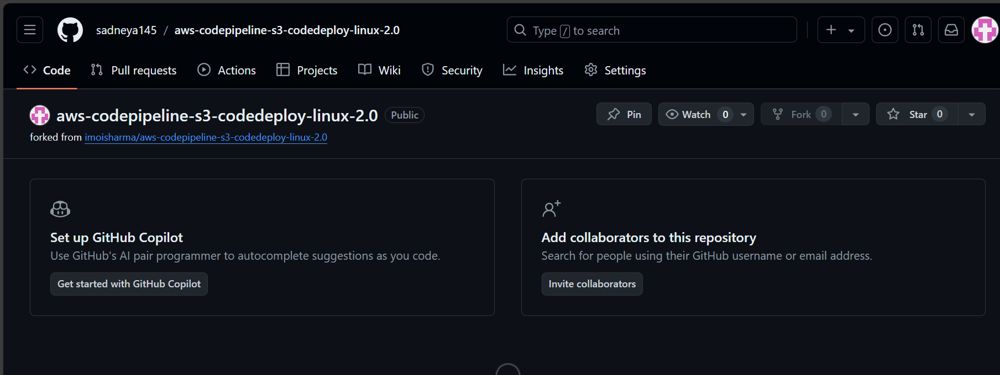 sadneya145 / aws-codepipeline-s3-codedeploy-linux-2.0
Type / to search
Code
Pull requests
Actions
Projects
Wiki
Security
Insights
Settings
aws-codepipeline-s3-codedeploy-linux-2.0 Public
Pin
Watch 0
Fork 0
Star 0
forked from imoisharma/aws-codepipeline-s3-codedeploy-linux-2.0
Set up GitHub Copilot
Use GitHub's AI pair programmer to autocomplete suggestions as you code.
Get started with GitHub Copilot
Add collaborators to this repository
Search for people using their GitHub username or email address.
Invite collaborators